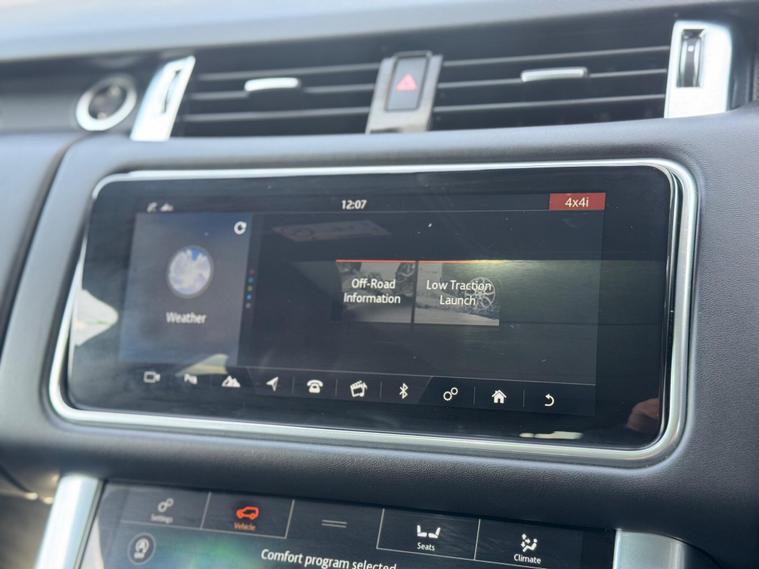 12:07
4x4i
Weather
Off-Road
Information
Low Traction
Launch
Settings
Vehicle
Seats
Climate
Comfort program selected